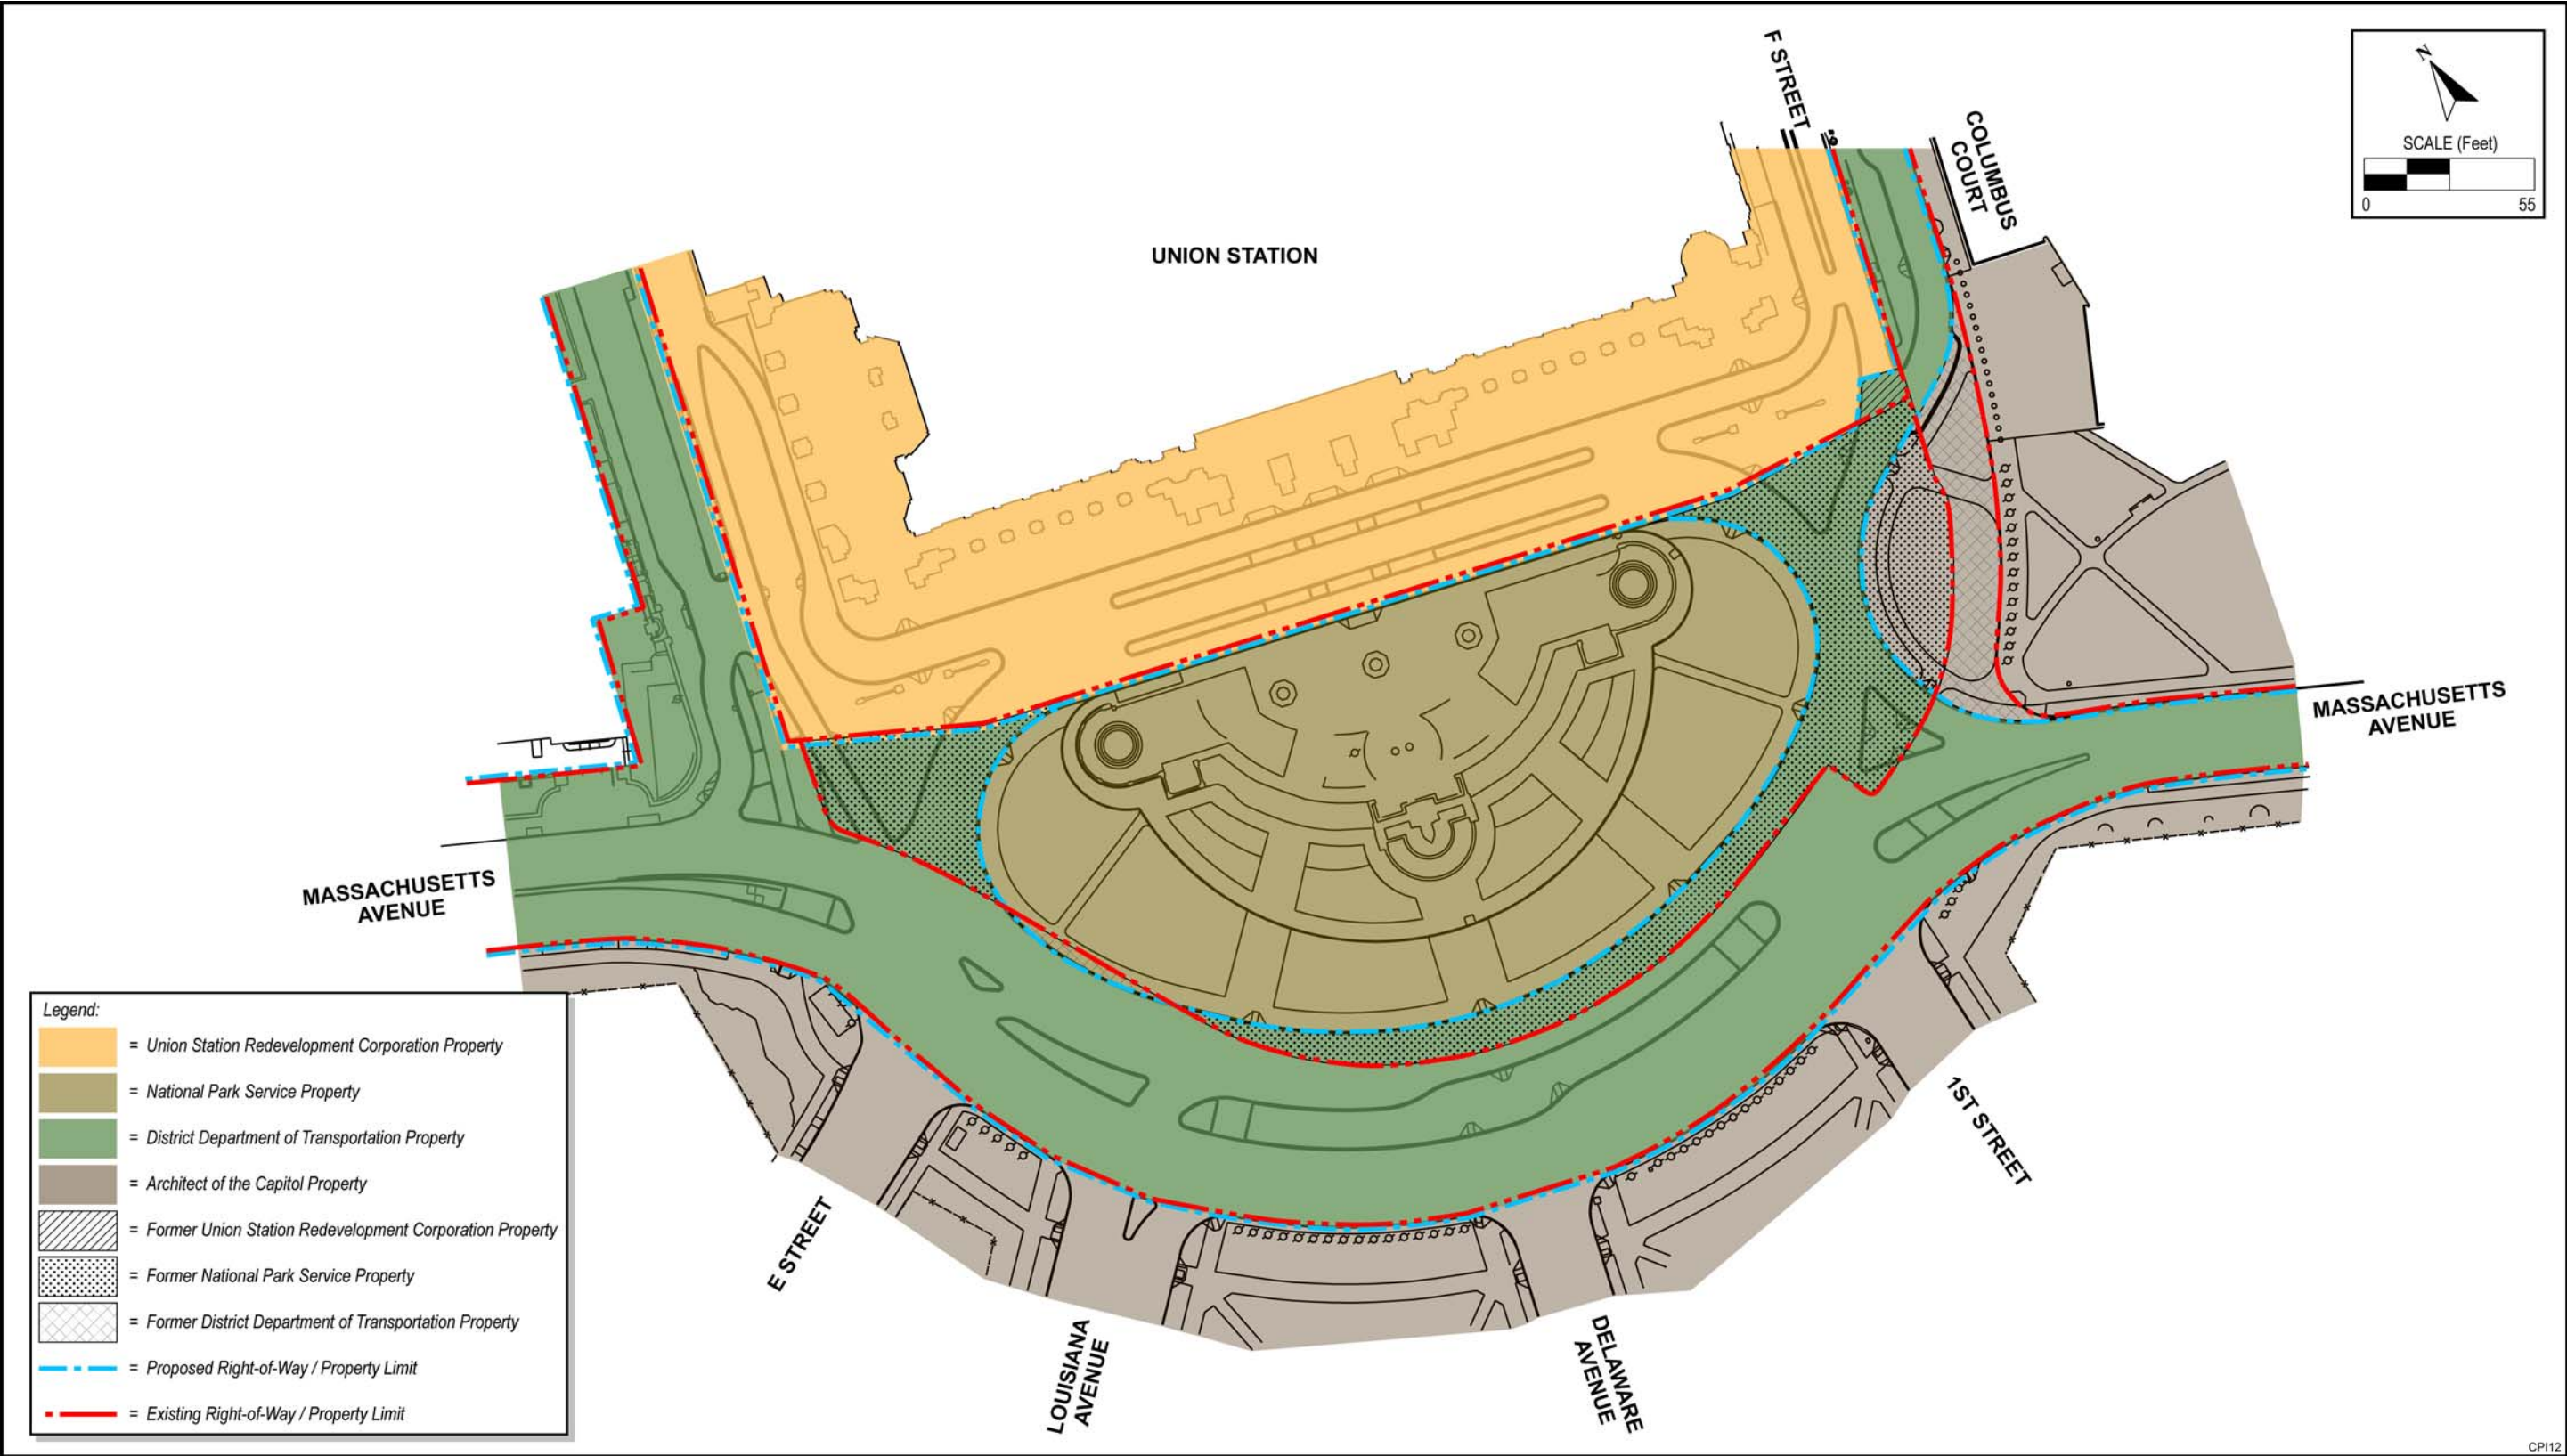 F STREET
COLUMBUS
COURT
N
SCALE (Feet)
0 55
UNION STATION
MASSACHUSETTS
AVENUE
MASSACHUSETTS
AVENUE
1ST STREET
E STREET
LOUISIANA
AVENUE
DELAWARE
AVENUE
Legend:
= Union Station Redevelopment Corporation Property
= National Park Service Property
= District Department of Transportation Property
= Architect of the Capitol Property
= Former Union Station Redevelopment Corporation Property
= Former National Park Service Property
= Former District Department of Transportation Property
= Proposed Right-of-Way / Property Limit
= Existing Right-of-Way / Property Limit
CPI12